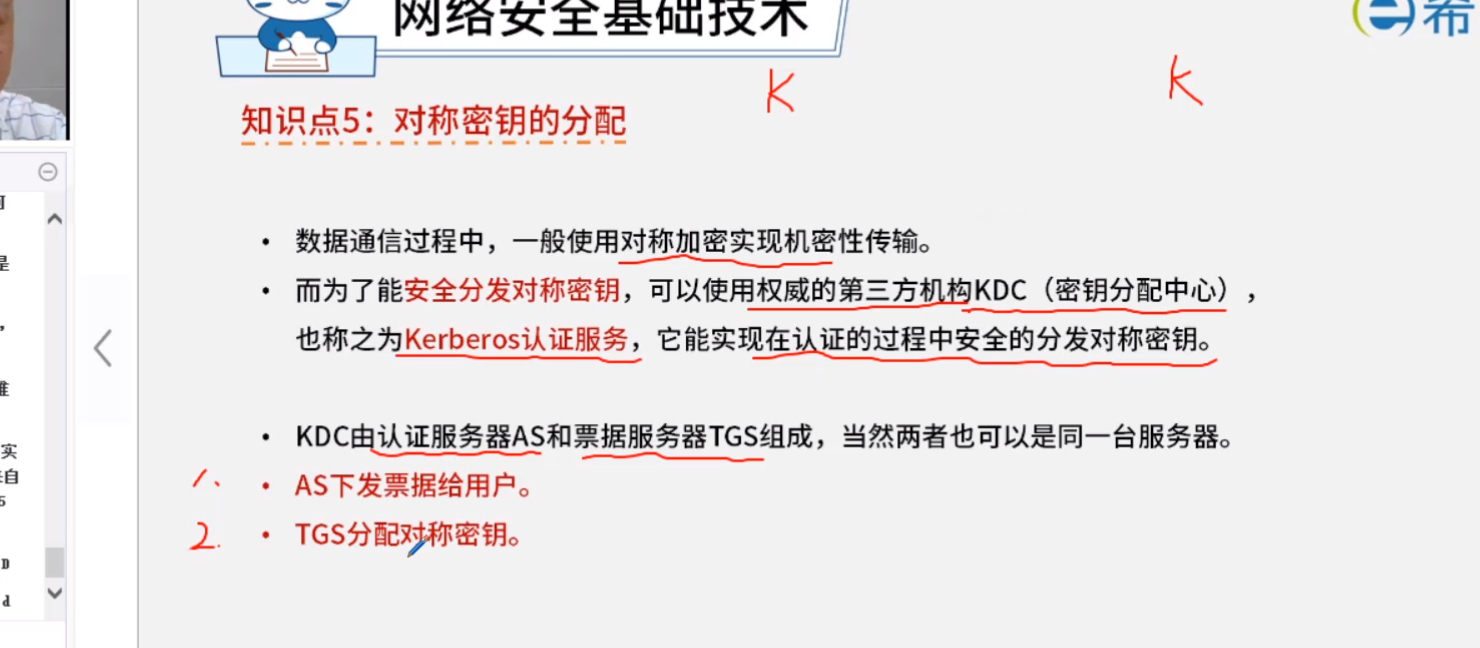 网络安全基础技术
希
K
K
知识点5：对称密钥的分配
• 数据通信过程中，一般使用对称加密实现机密性传输。
• 而为了能安全分发对称密钥，可以使用权威的第三方机构KDC（密钥分配中心），
也称之为Kerberos认证服务，它能实现在认证的过程中安全的分发对称密钥。
• KDC由认证服务器AS和票据服务器TGS组成，当然两者也可以是同一台服务器。
1. • AS下发票据给用户。
2. • TGS分配对称密钥。
是
，
实
自
D
d